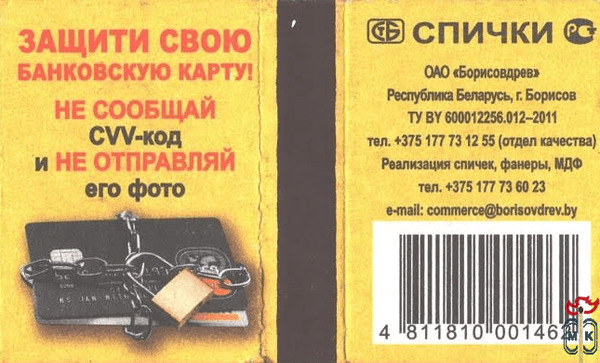 ЗАЩИТИ СВОЮ
БАНКОВСКУЮ КАРТУ!
НЕ СООБЩАЙ
CVV-код
и НЕ ОТПРАВЛЯЙ
его фото
СТБ СПИЧКИ РС
ОАО «Борисовдрев»
Республика Беларусь, г. Борисов
ТУ BY 600012256.012–2011
тел. +375 177 73 12 55 (отдел качества)
Реализация спичек, фанеры, МДФ
тел. +375 177 73 60 23
e-mail: commerce@borisovdrev.by
4 811810 001462
М К